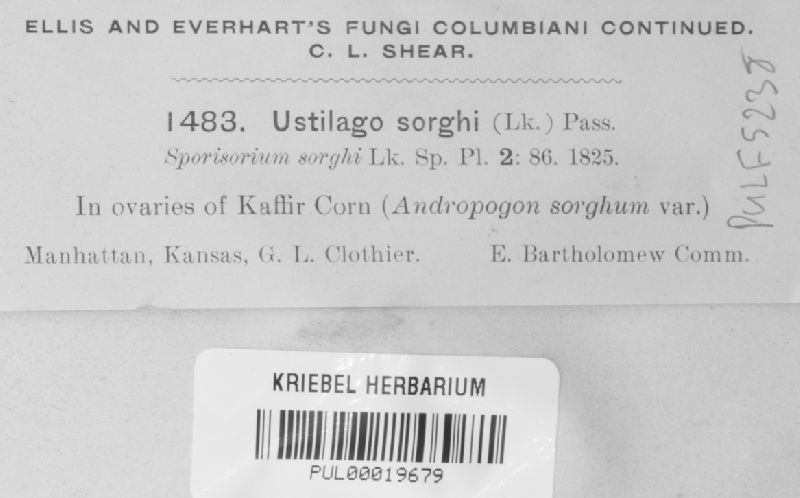 ELLIS AND EVERHART'S FUNGI COLUMBIANI CONTINUED.
C. L. SHEAR.
1483. Ustilago sorghi (Lk.) Pass.
Sporisorium sorghi Lk. Sp. Pl. 2: 86. 1825.
In ovaries of Kaffir Corn (Andropogon sorghum var.)
Manhattan, Kansas, G. L. Clothier. E. Bartholomew Comm.
PULF5238
KRIEBEL HERBARIUM
PUL00019679